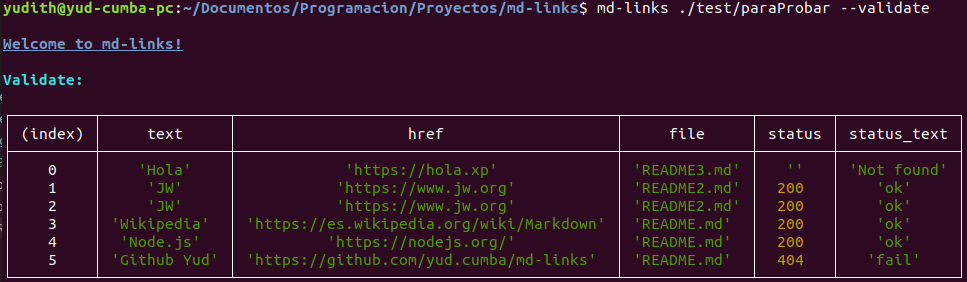 yudith@yud-cumba-pc:~/Documentos/Programacion/Proyectos/md-links$ md-links ./test/paraProbar --validate
Welcome to md-links!
Validate:
(index) text href file status status_text
0 'Hola' 'https://hola.xp' 'README3.md' '' 'Not found'
1 'JW' 'https://www.jw.org' 'README2.md' 200 'ok'
2 'JW' 'https://www.jw.org' 'README2.md' 200 'ok'
3 'Wikipedia' 'https://es.wikipedia.org/wiki/Markdown' 'README.md' 200 'ok'
4 'Node.js' 'https://nodejs.org/' 'README.md' 200 'ok'
5 'Github Yud' 'https://github.com/yud.cumba/md-links' 'README.md' 404 'fail'